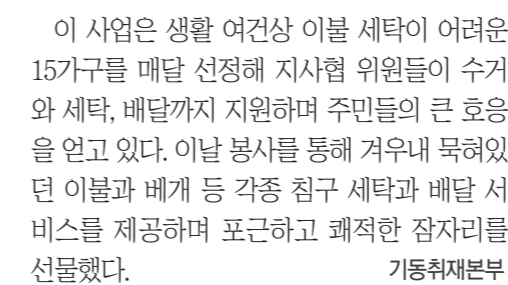 이 사업은 생활 여건상 이불 세탁이 어려운
15가구를 매달 선정해 지사협 위원들이 수거
와 세탁, 배달까지 지원하며 주민들의 큰 호응
을 얻고 있다. 이날 봉사를 통해 겨우내 묵혀있
던 이불과 베개 등 각종 침구 세탁과 배달 서
비스를 제공하며 포근하고 쾌적한 잠자리를
선물했다. 기동취재본부